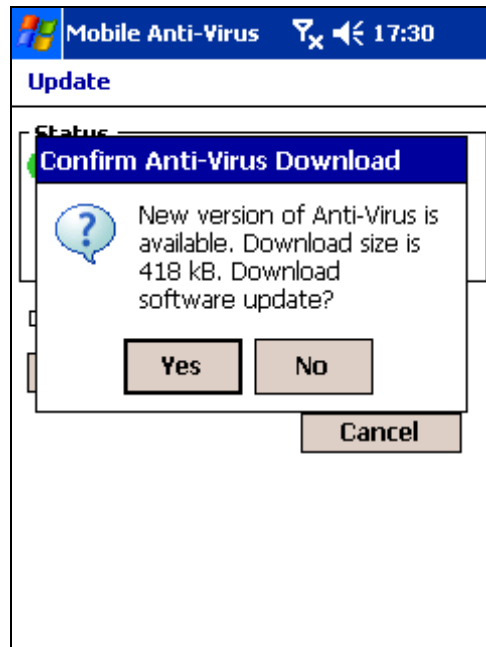 Mobile Anti-Virus 17:30
Update
Status
Confirm Anti-Virus Download
New version of Anti-Virus is
available. Download size is
418 kB. Download
software update?
Yes No
Cancel